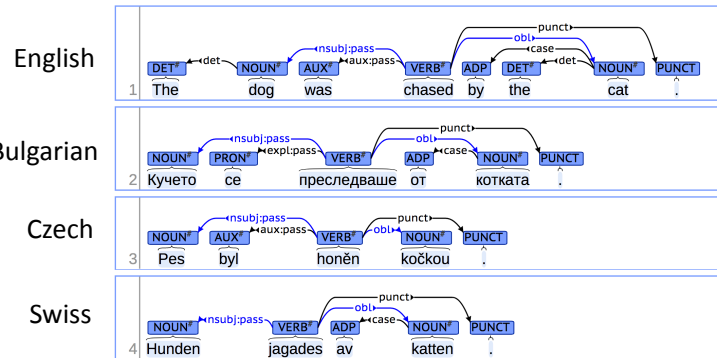 English
punct
obl
nsubj:pass case
det aux:pass det
DET# NOUN# AUX# VERB# ADP DET# NOUN# PUNCT
1 The dog was chased by the cat .
Bulgarian
punct
nsubj:pass obl
expl:pass case
NOUN# PRON# VERB# ADP NOUN# PUNCT
2 Кучето се преследваше от котката .
Czech
nsubj:pass punct
aux:pass obl
NOUN# AUX# VERB# NOUN# PUNCT
3 Pes byl honěn kočkou .
Swiss
punct
obl
nsubj:pass case
NOUN# VERB# ADP NOUN# PUNCT
4 Hunden jagades av katten .